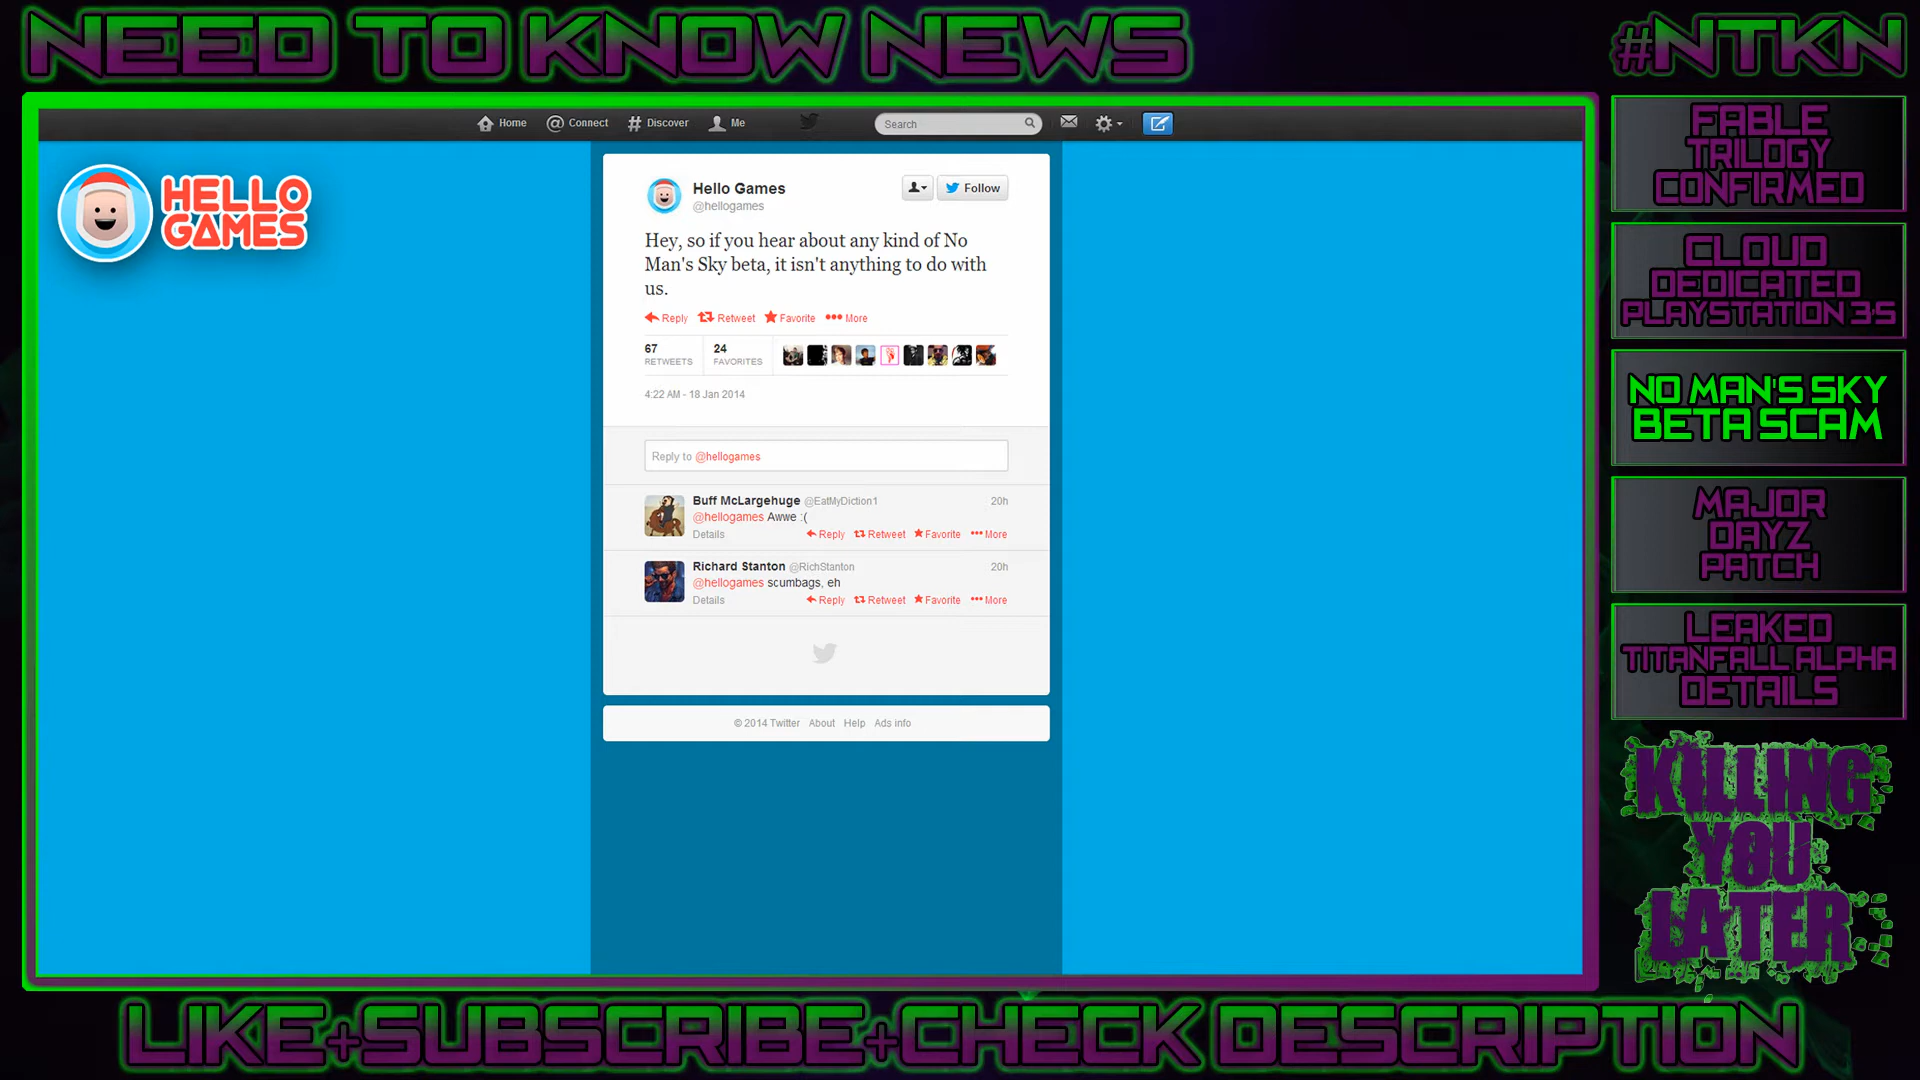 NEED TO KNOW NEWS
#NTKN
Home
@ Connect
# Discover
Me
Search
HELLO
GAMES
Hello Games
@hellogames
Follow
Hey, so if you hear about any kind of No
Man's Sky beta, it isn't anything to do with
us.
Reply Retweet Favorite More
67
RETWEETS
24
FAVORITES
4:22 AM - 18 Jan 2014
Reply to @hellogames
Buff McLargehuge @EatMyDiction1 20h
@hellogames Awwe :(
Details Reply Retweet Favorite More
Richard Stanton @RichStanton 20h
@hellogames scumbags, eh
Details Reply Retweet Favorite More
© 2014 Twitter About Help Ads info
FABLE
TRILOGY
CONFIRMED
CLOUD
DEDICATED
PLAYSTATION 3'S
NO MAN'S SKY
BETA SCAM
MAJOR
DAYZ
PATCH
LEAKED
TITANFALL ALPHA
DETAILS
KILLING
YOU
LATER
LIKE+SUBSCRIBE+CHECK DESCRIPTION